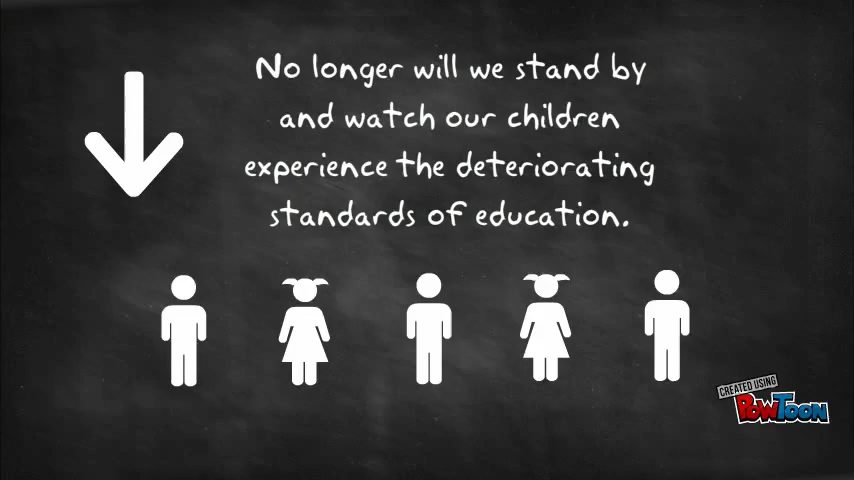 No longer will we stand by
and watch our children
experience the deteriorating
standards of education.
CREATED USING
POWTOON